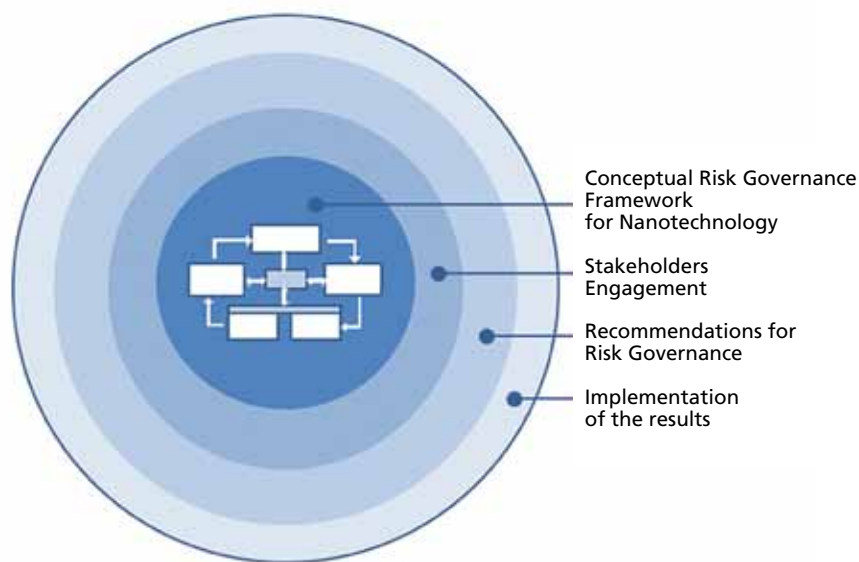 Conceptual Risk Governance
Framework
for Nanotechnology
Stakeholders
Engagement
Recommendations for
Risk Governance
Implementation
of the results